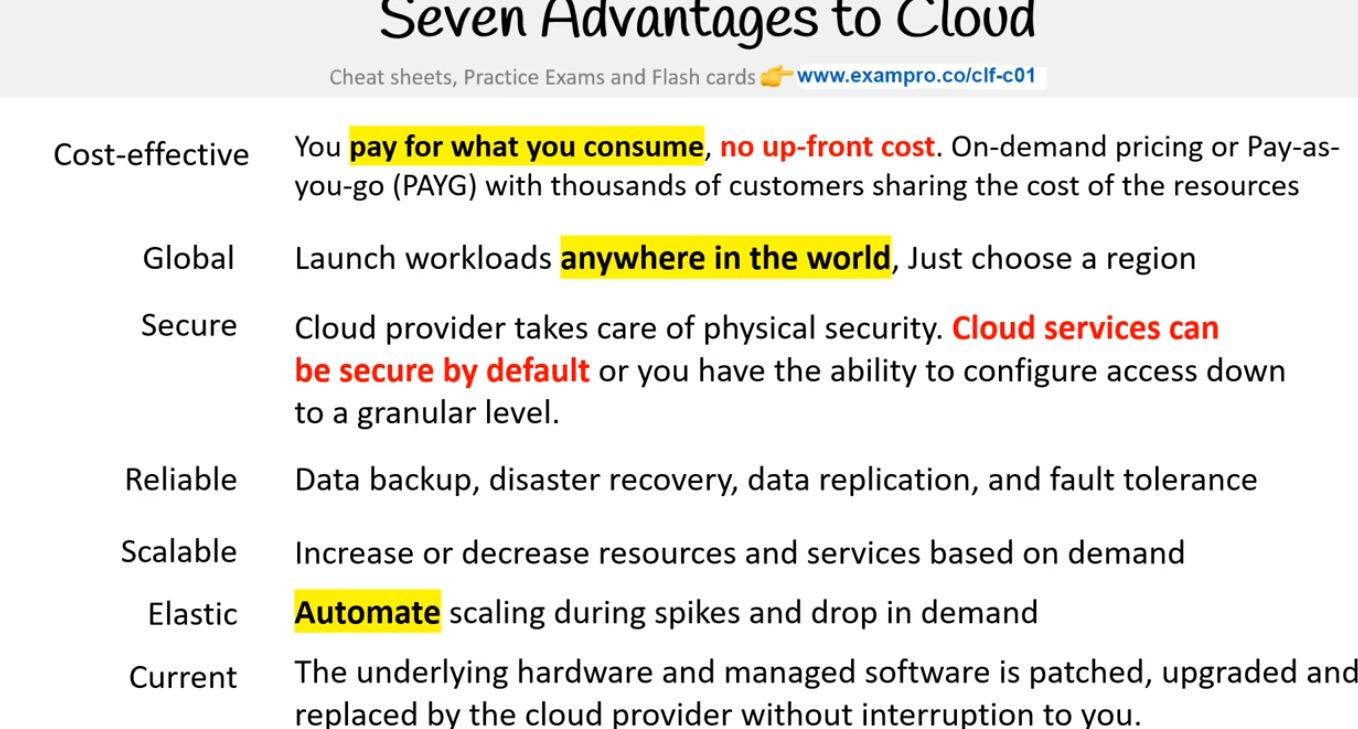 Seven Advantages to Cloud
Cheat sheets, Practice Exams and Flash cards 👉 www.exampro.co/clf-c01
Cost-effective
You pay for what you consume, no up-front cost. On-demand pricing or Pay-as-
you-go (PAYG) with thousands of customers sharing the cost of the resources
Global
Launch workloads anywhere in the world, Just choose a region
Secure
Cloud provider takes care of physical security. Cloud services can
be secure by default or you have the ability to configure access down
to a granular level.
Reliable
Data backup, disaster recovery, data replication, and fault tolerance
Scalable
Increase or decrease resources and services based on demand
Elastic
Automate scaling during spikes and drop in demand
Current
The underlying hardware and managed software is patched, upgraded and
replaced by the cloud provider without interruption to you.